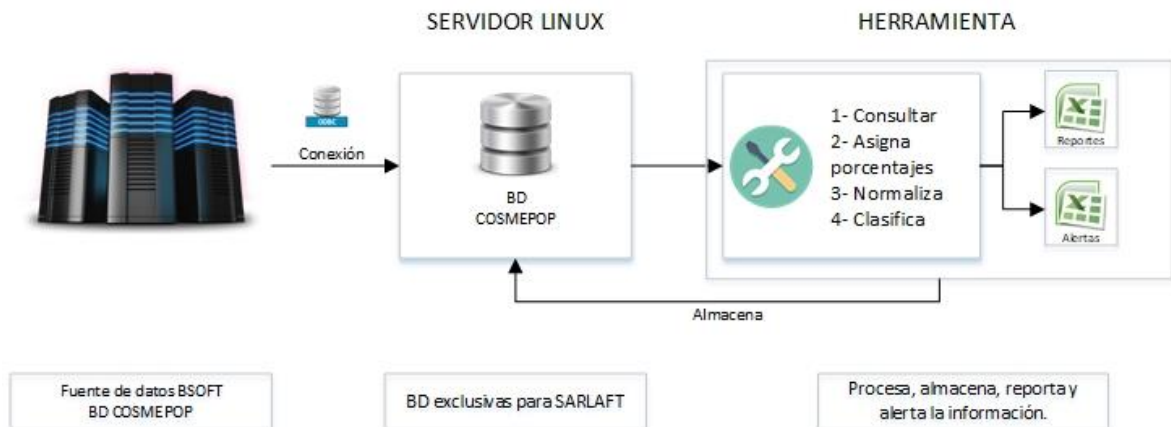 SERVIDOR LINUX
HERRAMIENTA
ODBC
Conexión
BD
COSMEPOP
1- Consultar
2- Asigna
porcentajes
3- Normaliza
4- Clasifica
Reportes
Alertas
Almacena
Fuente de datos BSOFT
BD COSMEPOP
BD exclusivas para SARLAFT
Procesa, almacena, reporta y
alerta la información.